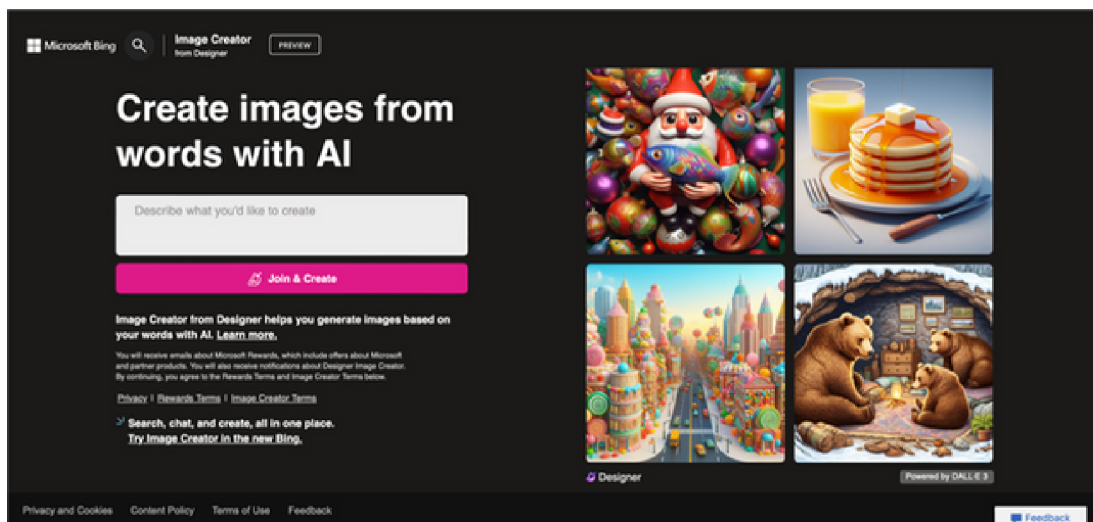 Microsoft Bing
Image Creator
from Designer
PREVIEW
Create images from
words with AI
Describe what you'd like to create
Join & Create
Image Creator from Designer helps you generate images based on
your words with AI. Learn more.
You will receive emails about Microsoft Rewards, which include offers about Microsoft
and partner products. You will also receive notifications about Designer Image Creator.
By continuing, you agree to the Rewards Terms and Image Creator Terms below.
Privacy | Rewards Terms | Image Creator Terms
Search, chat, and create, all in one place.
Try Image Creator in the new Bing.
Designer
Powered by DALL·E 3
Privacy and Cookies Content Policy Terms of Use Feedback
Feedback